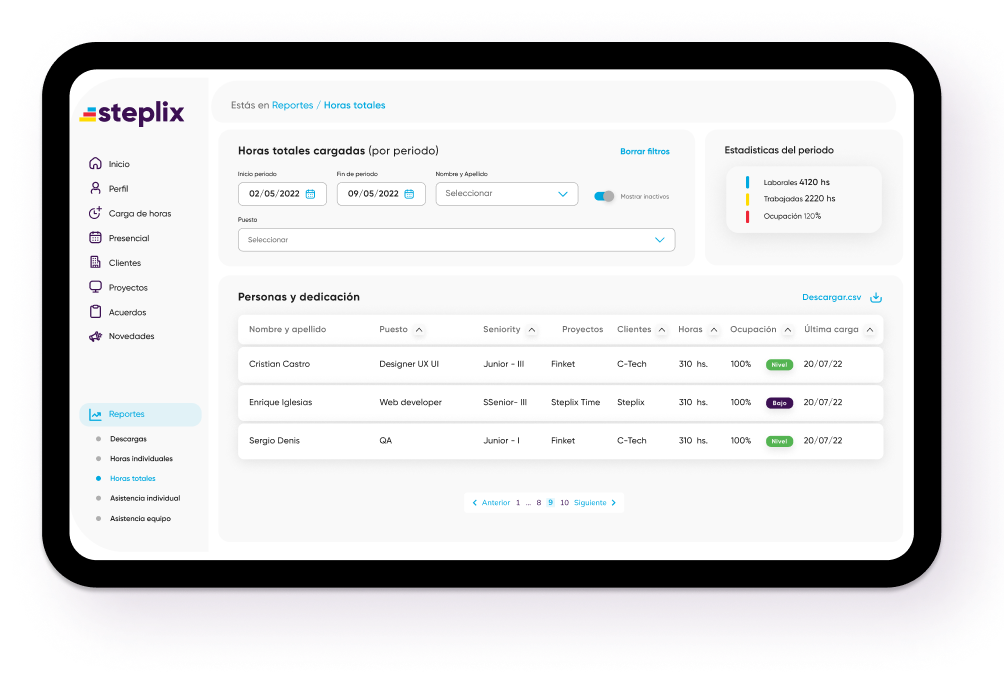 steplix
Estás en Reportes / Horas totales
Inicio
Perfil
Carga de horas
Presencial
Clientes
Proyectos
Acuerdos
Novedades
Reportes
Descargas
Horas individuales
Horas totales
Asistencia individual
Asistencia equipo
Horas totales cargadas (por periodo)
Borrar filtros
Inicio periodo
Fin de periodo
Nombre y Apellido
02/05/2022
09/05/2022
Seleccionar
Mostrar inactivos
Puesto
Seleccionar
Estadísticas del periodo
Laborales 4120 hs
Trabajadas 2220 hs
Ocupación 120%
Personas y dedicación
Descargar.csv
Nombre y apellido Puesto Seniority Proyectos Clientes Horas Ocupación Última carga
Cristian Castro Designer UX UI Junior - III Finket C-Tech 310 hs. 100% Nivel 20/07/22
Enrique Iglesias Web developer SSenior- III Steplix Time Steplix 310 hs. 100% Bajo 20/07/22
Sergio Denis QA Junior - I Finket C-Tech 310 hs. 100% Nivel 20/07/22
Anterior 1 ... 8 9 10 Siguiente